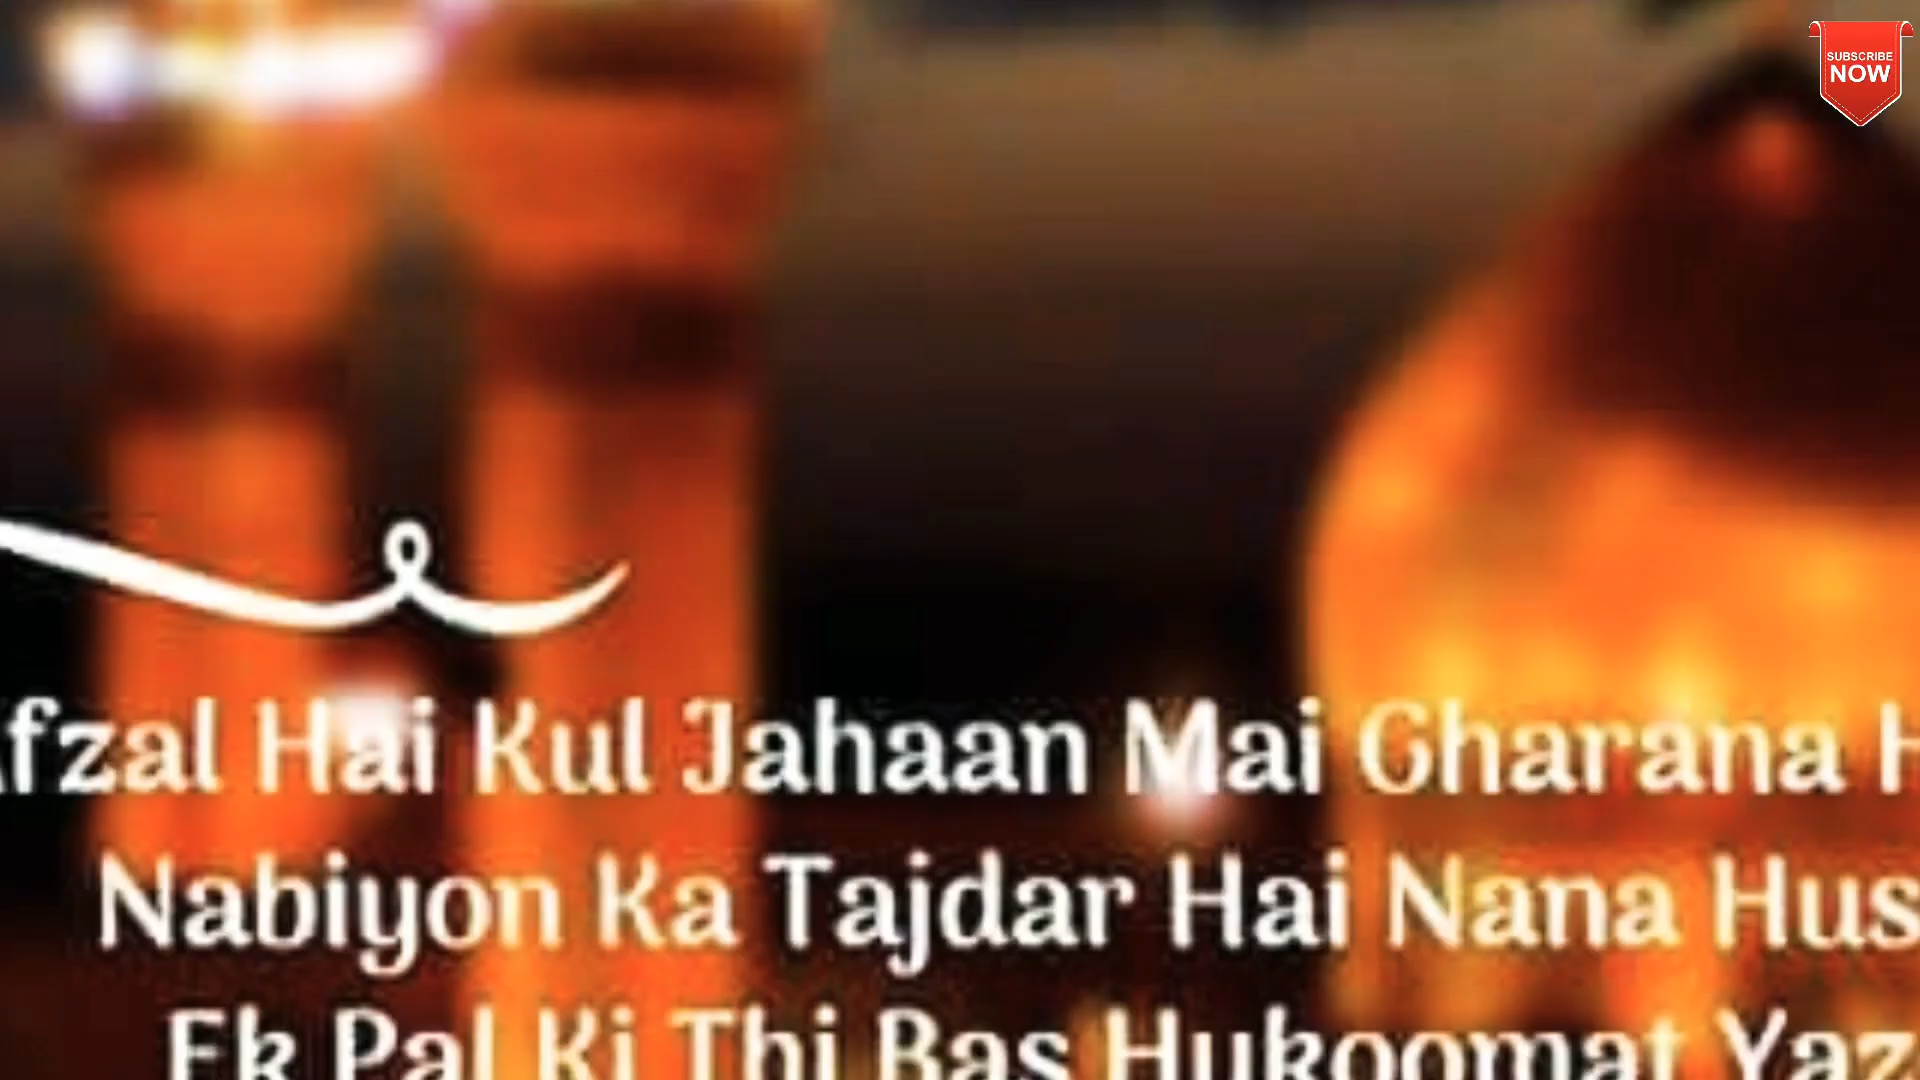 SUBSCRIBE
NOW
fzal Hai Kul Jahaan Mai Gharana H
Nabiyon Ka Tajdar Hai Nana Hus
Ek Pal Ki Thi Bas Hukoomat Yaz